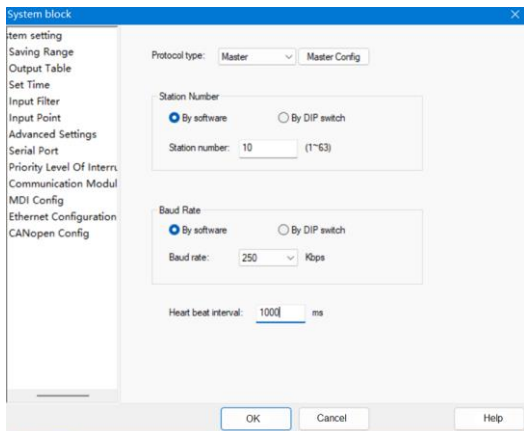 System block
stem setting
Saving Range
Output Table
Set Time
Input Filter
Input Point
Advanced Settings
Serial Port
Priority Level Of Interru
Communication Modul
MDI Config
Ethernet Configuration
CANopen Config
Protocol type: Master Master Config
Station Number
By software By DIP switch
Station number: 10 (1~63)
Baud Rate
By software By DIP switch
Baud rate: 250 Kbps
Heart beat interval: 1000 ms
OK Cancel Help